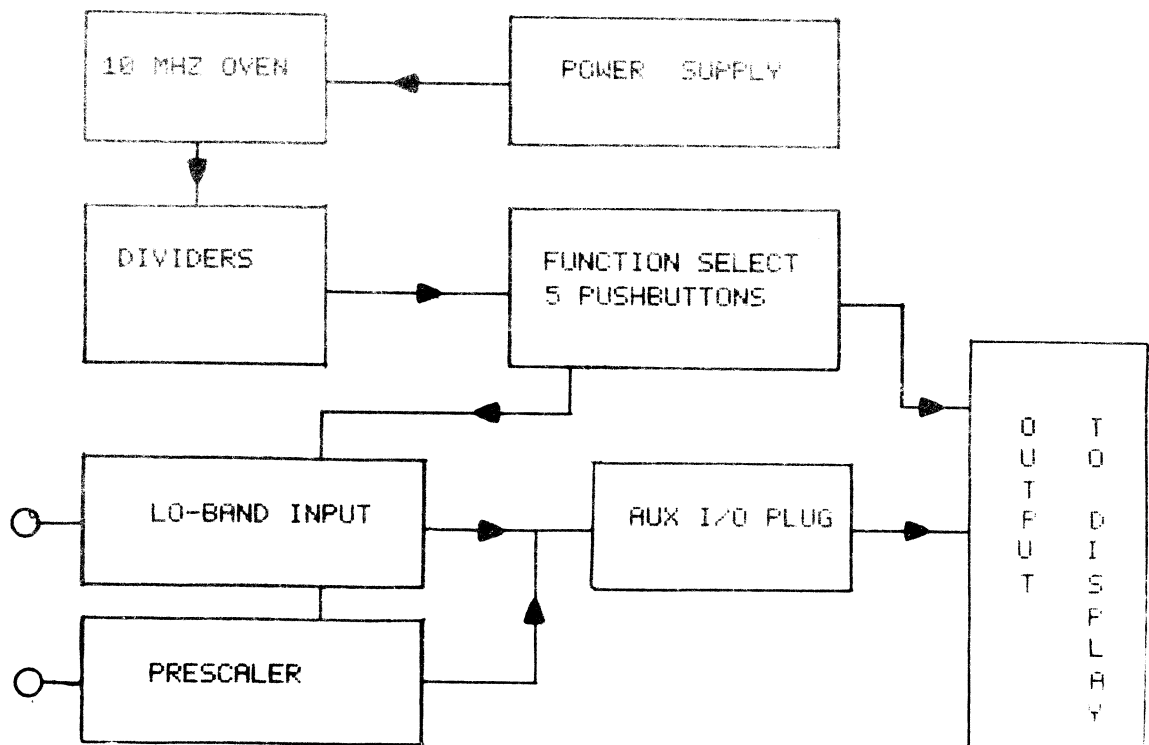 10 MHZ OVEN
POWER SUPPLY
DIVIDERS
FUNCTION SELECT
5 PUSHBUTTONS
LO-BAND INPUT
AUX I/O PLUG
PRESCALER
OUTPUT
TO DISPLAY